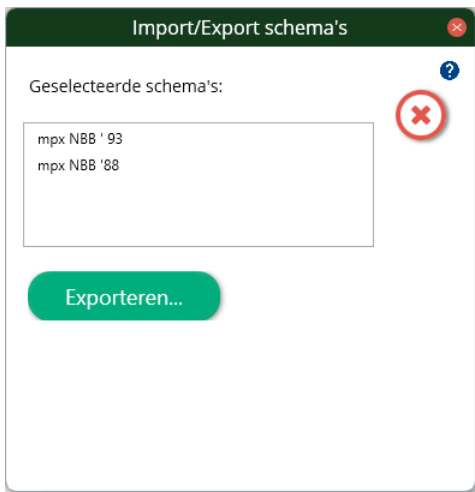 Import/Export schema's
?
Geselecteerde schema's:
mpx NBB ' 93
mpx NBB '88
Exporteren...